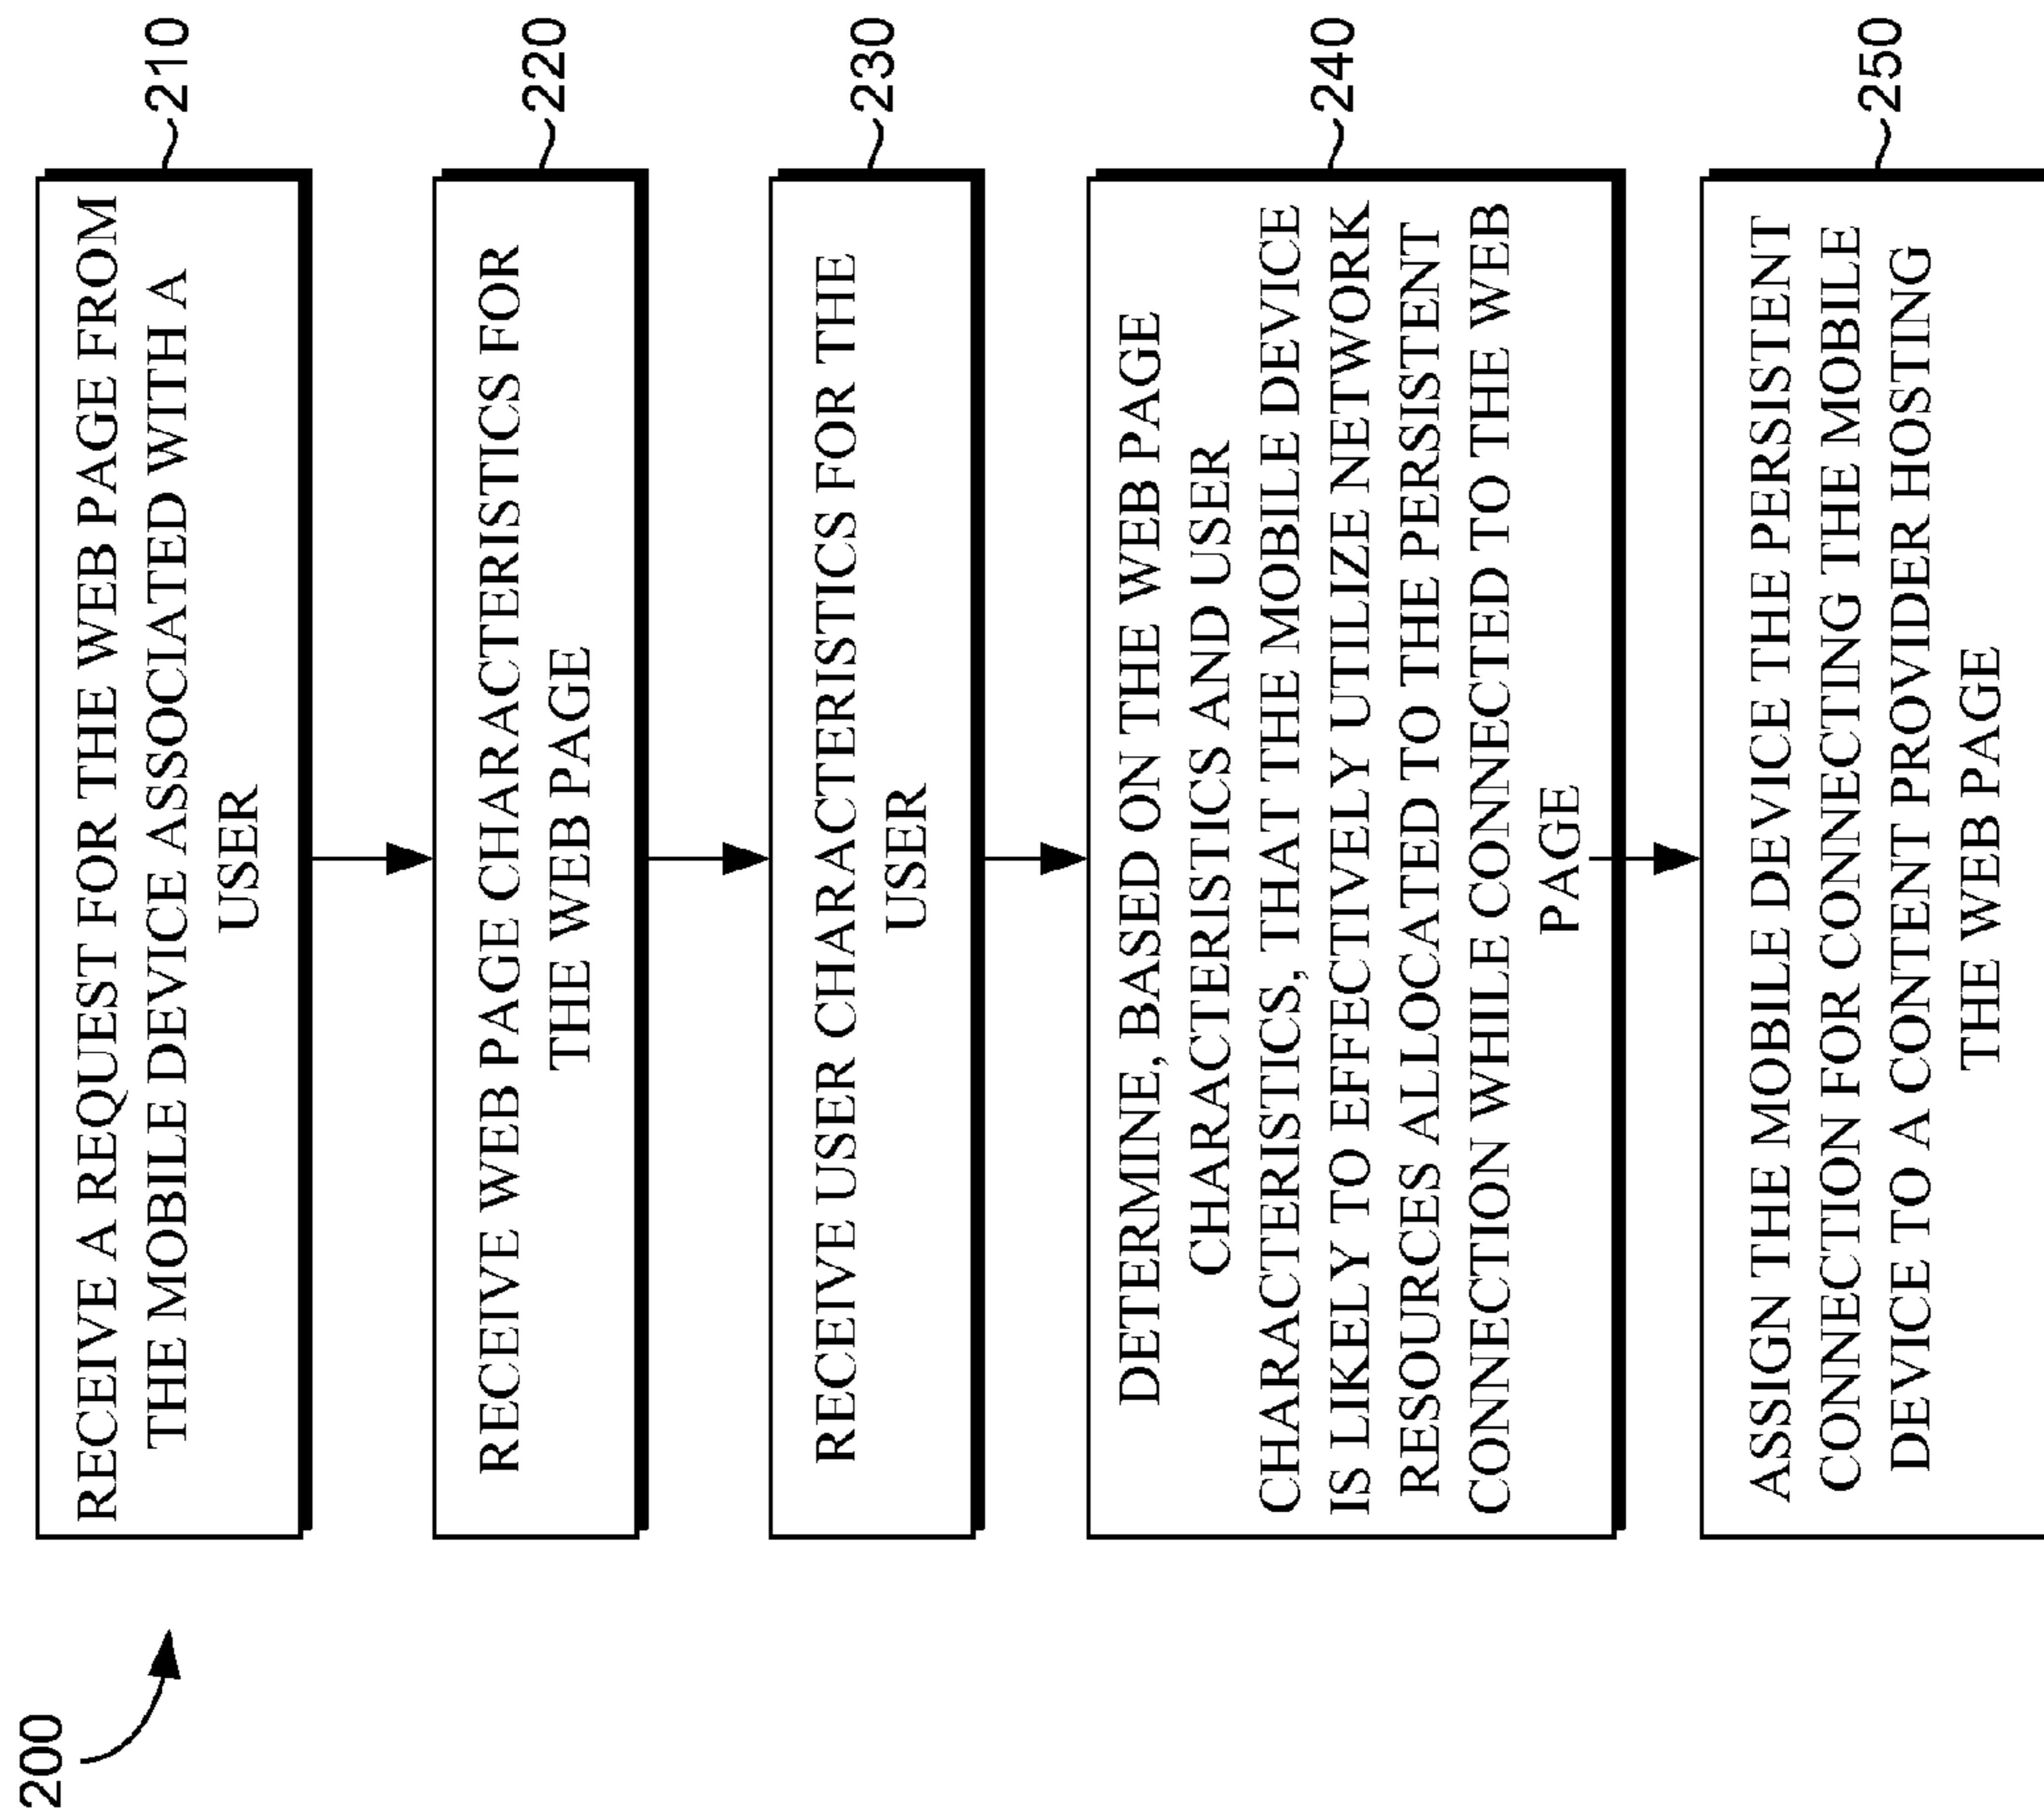 200
RECEIVE A REQUEST FOR THE WEB PAGE FROM
THE MOBILE DEVICE ASSOCIATED WITH A
USER
210
RECEIVE WEB PAGE CHARACTERISTICS FOR
THE WEB PAGE
220
RECEIVE USER CHARACTERISTICS FOR THE
USER
230
DETERMINE, BASED ON THE WEB PAGE
CHARACTERISTICS AND USER
CHARACTERISTICS, THAT THE MOBILE DEVICE
IS LIKELY TO EFFECTIVELY UTILIZE NETWORK
RESOURCES ALLOCATED TO THE PERSISTENT
CONNECTION WHILE CONNECTED TO THE WEB
PAGE
240
ASSIGN THE MOBILE DEVICE THE PERSISTENT
CONNECTION FOR CONNECTING THE MOBILE
DEVICE TO A CONTENT PROVIDER HOSTING
THE WEB PAGE
250